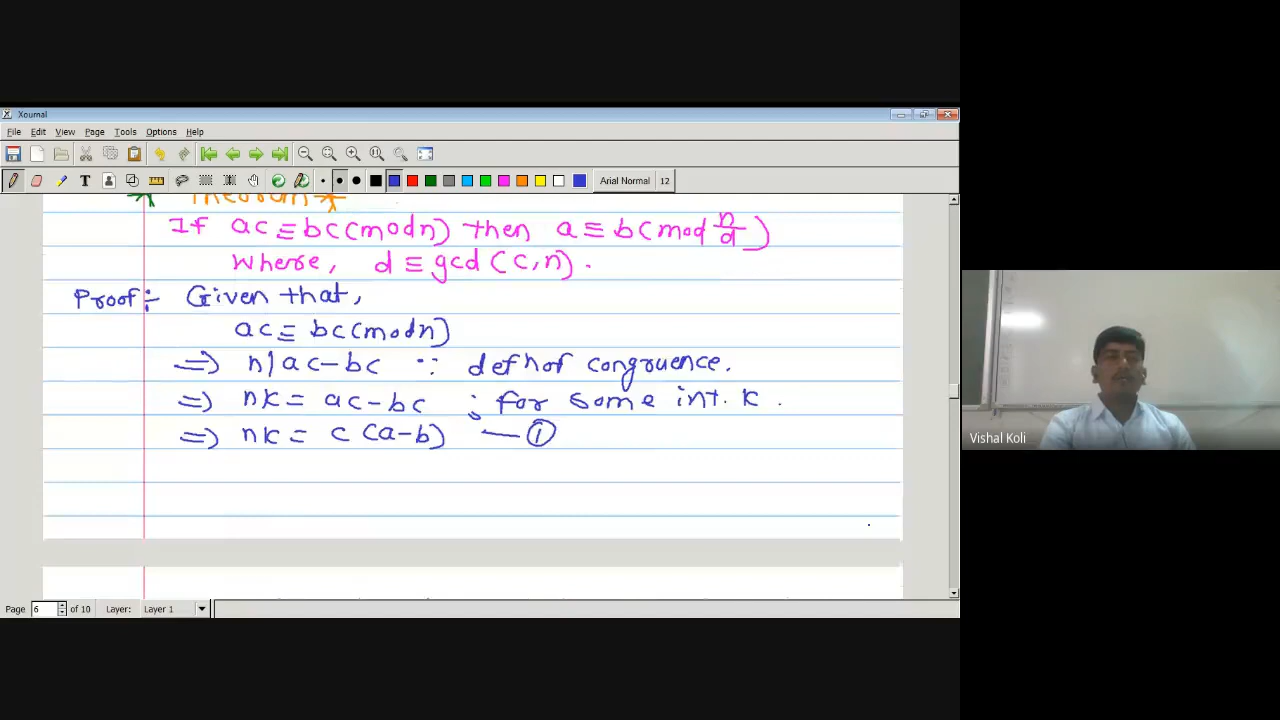 Xournal
File Edit View Page Tools Options Help
Arial Normal 12
Theorem
If ac ≡ bc (mod n) then a ≡ b (mod n/d)
Where, d ≡ gcd (c, n).
Proof:- Given that,
ac ≡ bc (mod n)
⇒ n | ac - bc ∵ defn of congruence.
⇒ nk = ac - bc ; for some int. k.
⇒ nk = c (a-b) — ①
Vishal Koli
Page 6 of 10 Layer: Layer 1